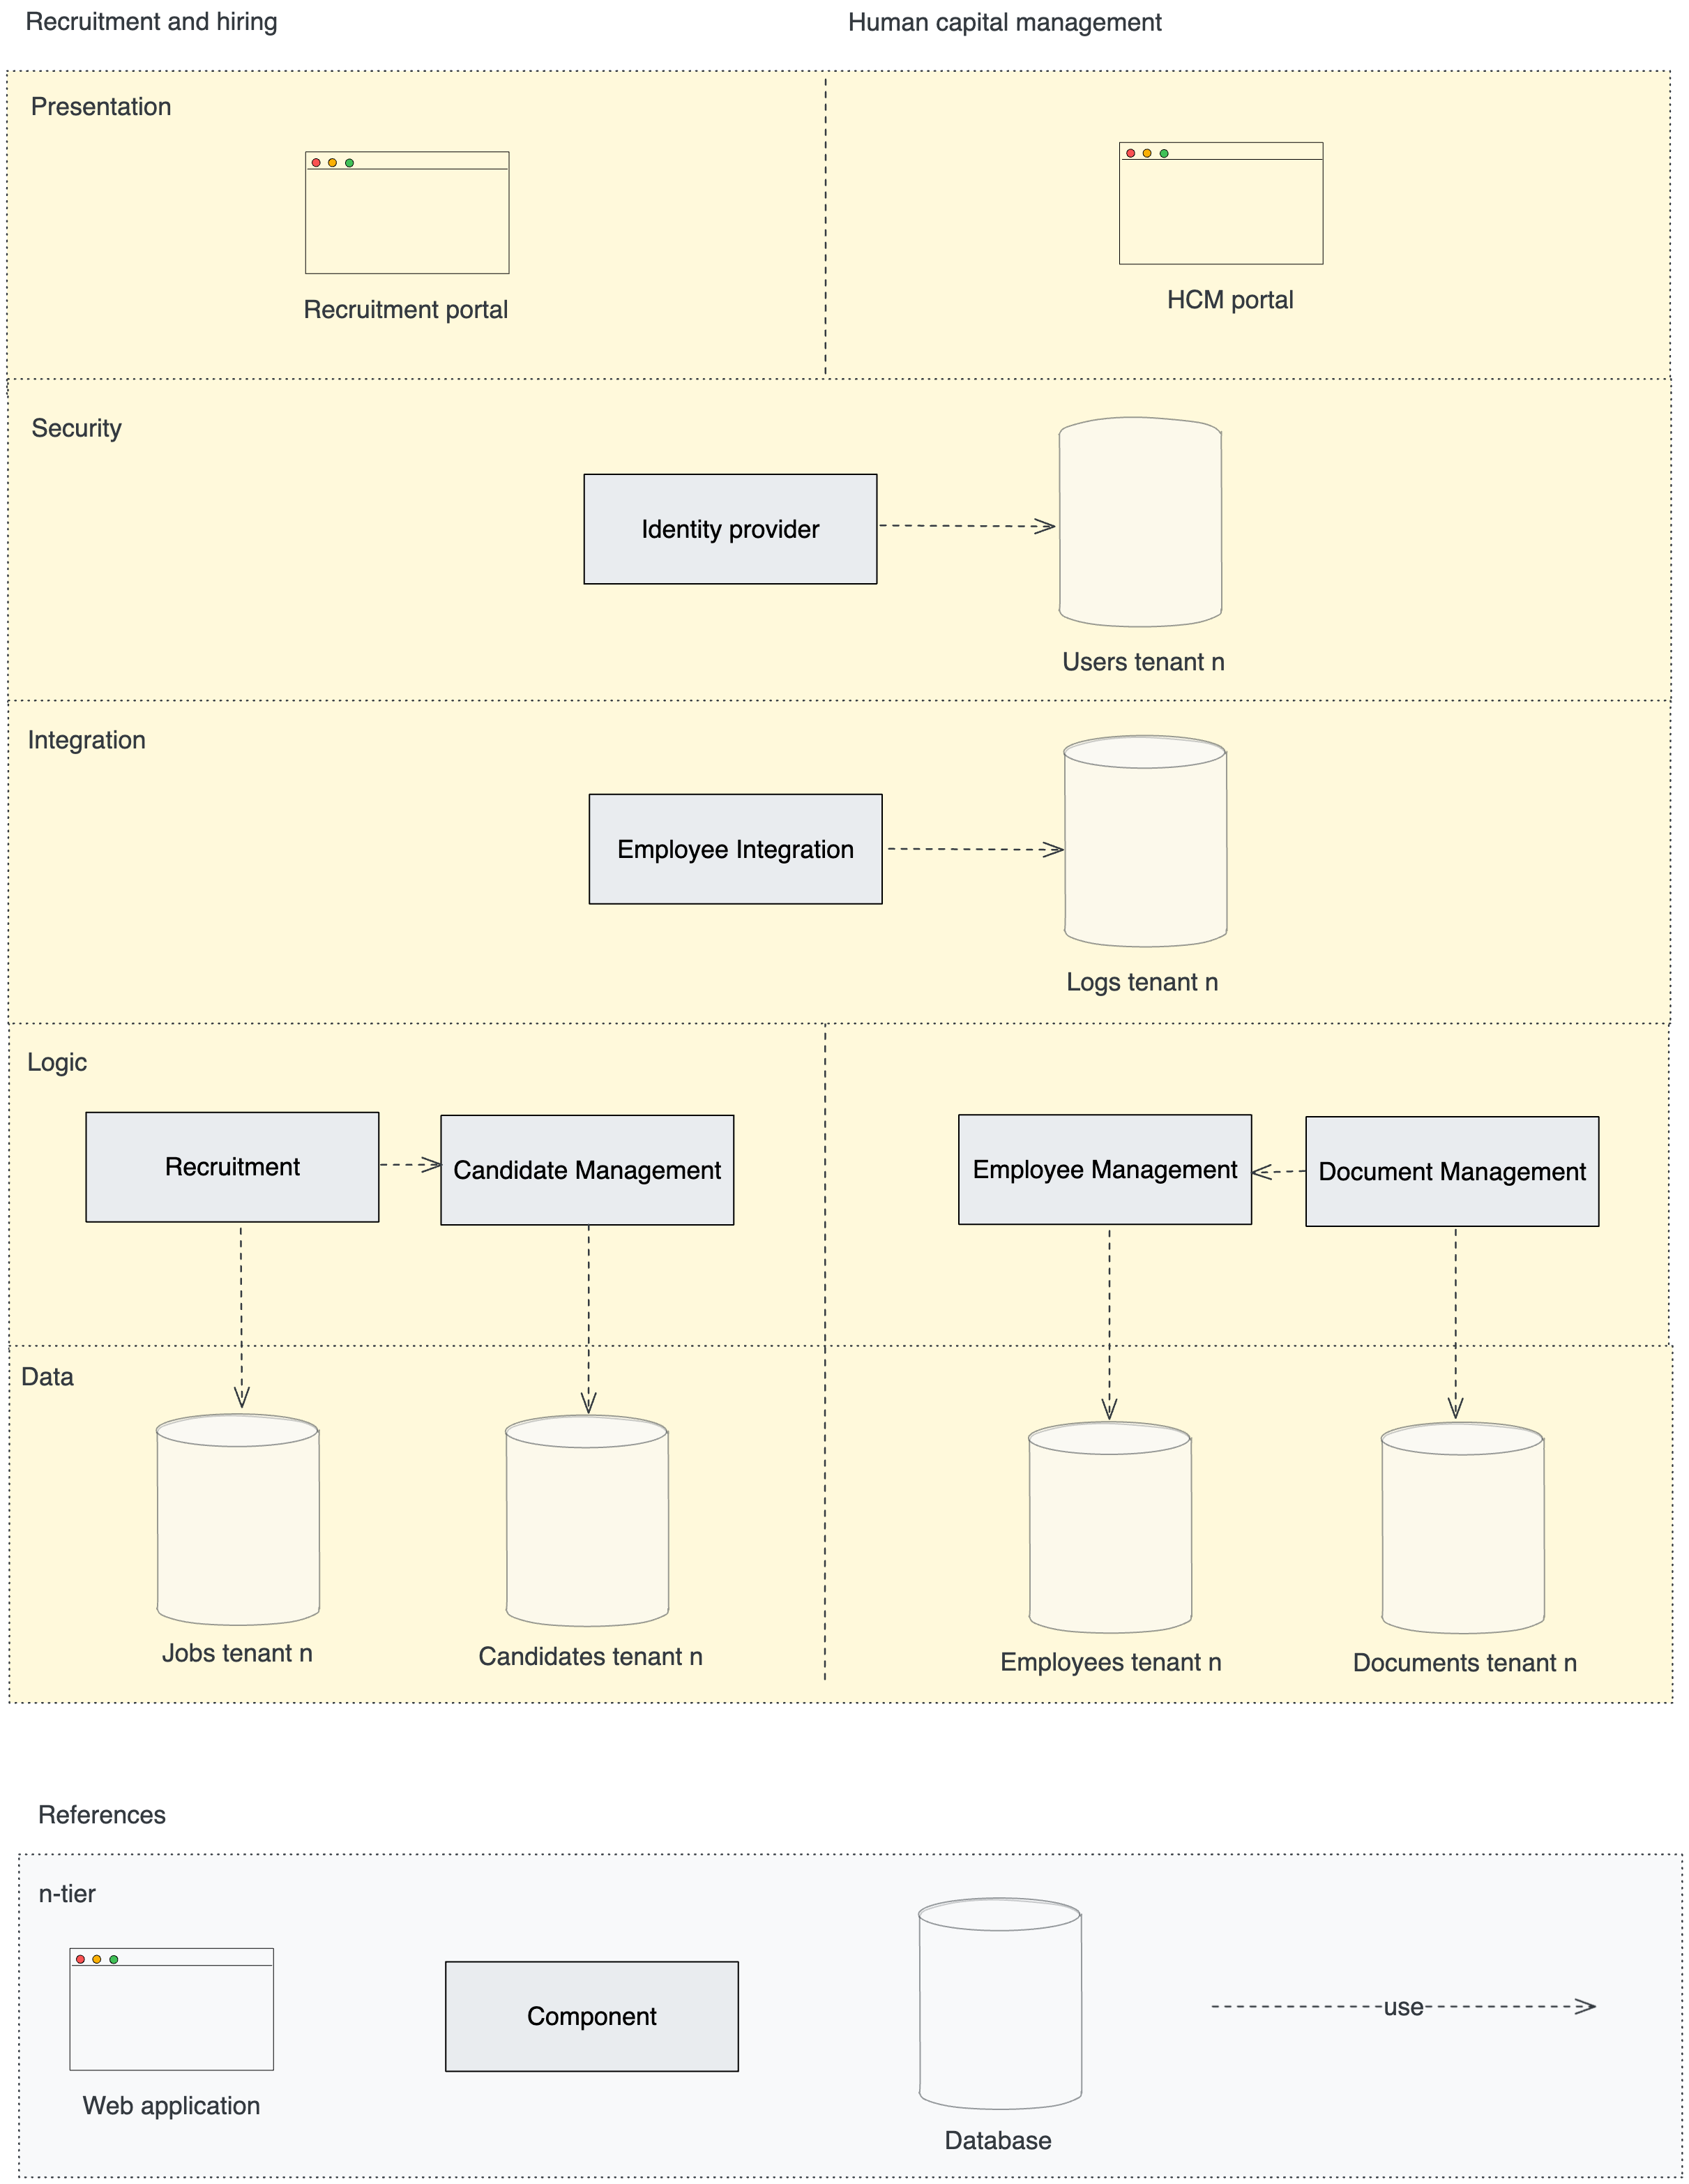 Recruitment and hiring
Human capital management
Presentation
Recruitment portal
HCM portal
Security
Identity provider
Users tenant n
Integration
Employee Integration
Logs tenant n
Logic
Recruitment
Candidate Management
Employee Management
Document Management
Data
Jobs tenant n
Candidates tenant n
Employees tenant n
Documents tenant n
References
n-tier
Component
use
Web application
Database